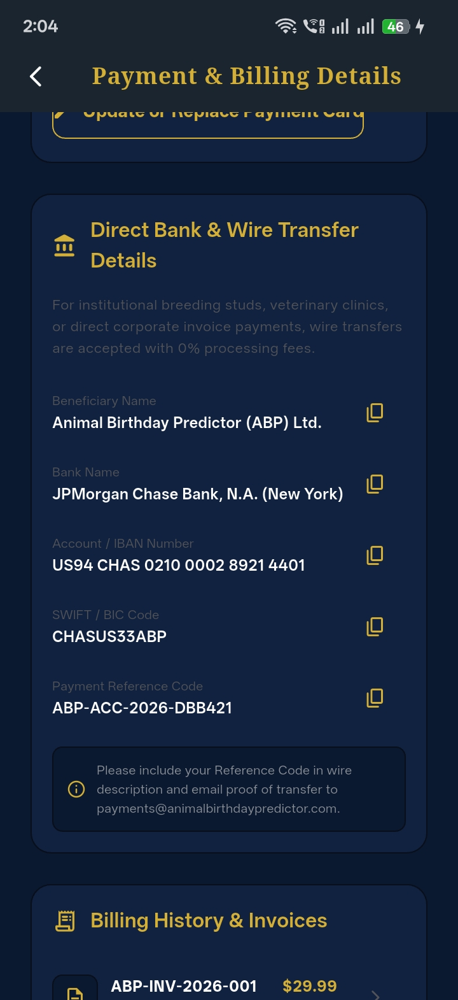 2:04
46
Payment & Billing Details
Update or Replace Payment Card
Direct Bank & Wire Transfer
Details
For institutional breeding studs, veterinary clinics,
or direct corporate invoice payments, wire transfers
are accepted with 0% processing fees.
Beneficiary Name
Animal Birthday Predictor (ABP) Ltd.
Bank Name
JPMorgan Chase Bank, N.A. (New York)
Account / IBAN Number
US94 CHAS 0210 0002 8921 4401
SWIFT / BIC Code
CHASUS33ABP
Payment Reference Code
ABP-ACC-2026-DBB421
Please include your Reference Code in wire
description and email proof of transfer to
payments@animalbirthdaypredictor.com.
Billing History & Invoices
ABP-INV-2026-001 $29.99